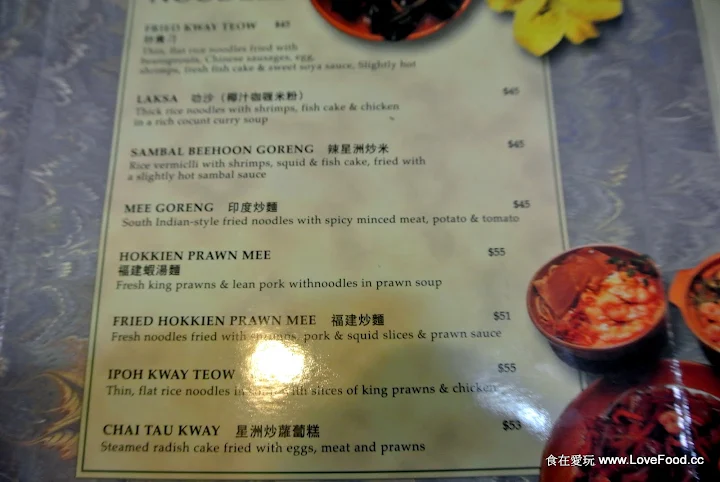 NOODLES
FRIED KWAY TEOW $45
Thin, flat rice noodles fried with
beansprouts, Chinese sausages, egg,
shrimps, fresh fish cake & sweet soya sauce, Slightly hot
LAKSA 叻沙（椰汁咖喱米粉） $45
Thick rice noodles with shrimps, fish cake & chicken
in a rich cocunt curry soup
SAMBAL BEEHOON GORENG 辣星洲炒米 $45
Rice vermiclli with shrimps, squid & fish cake, fried with
a slightly hot sambal sauce
MEE GORENG 印度炒麵 $45
South Indian-style fried noodles with spicy minced meat, potato & tomato
HOKKIEN PRAWN MEE $55
福建蝦湯麵
Fresh king prawns & lean pork withnoodles in prawn soup
FRIED HOKKIEN PRAWN MEE 福建炒麵 $51
Fresh noodles fried with shrimps, pork & squid slices & prawn sauce
IPOH KWAY TEOW $55
Thin, flat rice noodles in soup with slices of king prawns & chicken
CHAI TAU KWAY 星洲炒蘿蔔糕 $53
Steamed radish cake fried with eggs, meat and prawns
食在愛玩 www.LoveFood.cc